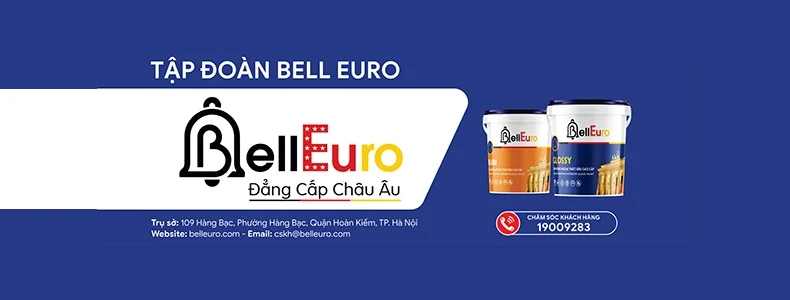 TẬP ĐOÀN BELL EURO
BellEuro
Đẳng Cấp Châu Âu
Trụ sở: 109 Hàng Bạc, Phường Hàng Bạc, Quận Hoàn Kiếm, TP. Hà Nội
Website: belleuro.com - Email: cskh@belleuro.com
BellEuro
BellEuro
GLOSSY
CHĂM SÓC KHÁCH HÀNG
19009283